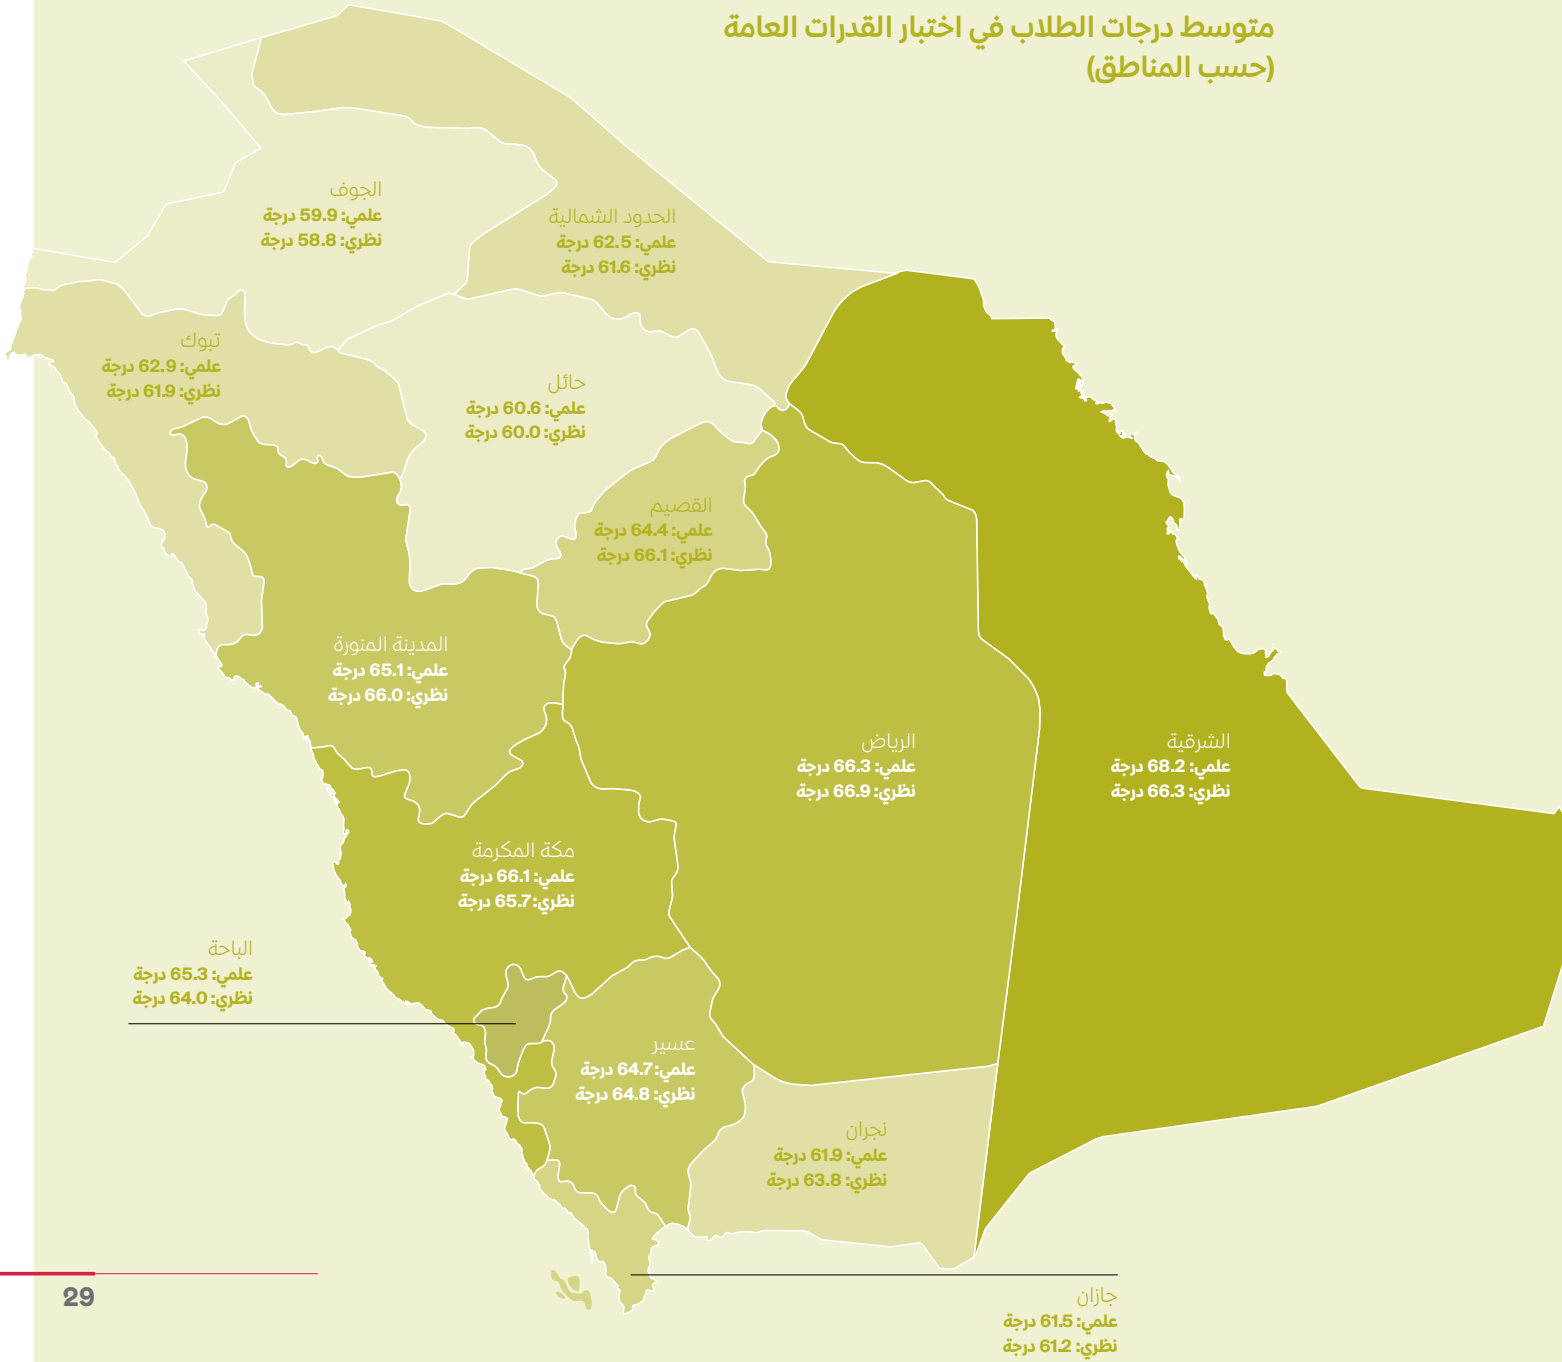 متوسط درجات الطلاب في اختبار القدرات العامة
(حسب المناطق)
الجوف
علمي: 59.9 درجة
نظري: 58.8 درجة
الحدود الشمالية
علمي: 62.5 درجة
نظري: 61.6 درجة
تبوك
علمي: 62.9 درجة
نظري: 61.9 درجة
حائل
علمي: 60.6 درجة
نظري: 60.0 درجة
القصيم
علمي: 64.4 درجة
نظري: 66.1 درجة
المدينة المنورة
علمي: 65.1 درجة
نظري: 66.0 درجة
الشرقية
علمي: 68.2 درجة
نظري: 66.3 درجة
الرياض
علمي: 66.3 درجة
نظري: 66.9 درجة
مكة المكرمة
علمي: 66.1 درجة
نظري: 65.7 درجة
الباحة
علمي: 65.3 درجة
نظري: 64.0 درجة
عسير
علمي: 64.7 درجة
نظري: 64.8 درجة
نجران
علمي: 61.9 درجة
نظري: 63.8 درجة
جازان
علمي: 61.5 درجة
نظري: 61.2 درجة
29